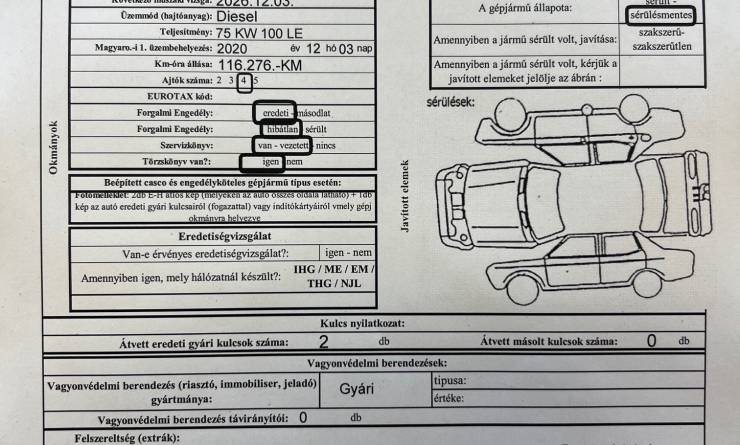 Következő műszaki vizsga: 2026.12.03.
Üzemmód (hajtóanyag): Diesel
Teljesítmény: 75 KW 100 LE
Magyaro.-i 1. üzembehelyezés: 2020 év 12 hó 03 nap
Km-óra állása: 116.276.-KM
Ajtók száma: 2 3 4 5
EUROTAX kód:
Forgalmi Engedély: eredeti - másodlat
Forgalmi Engedély: hibátlan - sérült
Szervizkönyv: van - vezetett - nincs
Törzskönyv van?: igen - nem
Okmányok
Beépített casco és engedélyköteles gépjármű típus esetén:
Fotómelléklet: 2db E-H átlós kép (melyeken az autó összes oldala látható) + 1db
kép az autó eredeti gyári kulcsairól (fogazattal) vagy indítókártyáiról vmely gépj
okmányra helyezve
Eredetiségvizsgálat
Van-e érvényes eredetiségvizsgálat?: igen - nem
Amennyiben igen, mely hálózatnál készült?: IHG / ME / EM /
THG / NJL
A gépjármű állapota: sérült -
sérülésmentes
Amennyiben a jármű sérült volt, javítása: szakszerű-
szakszerűtlen
Amennyiben a jármű sérült volt, kérjük a
javított elemeket jelölje az ábrán :
sérülések:
Javított elemek
Kulcs nyilatkozat:
Átvett eredeti gyári kulcsok száma: 2 db Átvett másolt kulcsok száma: 0 db
Vagyonvédelmi berendezések:
Vagyonvédelmi berendezés (riasztó, immobiliser, jeladó)
gyártmánya: Gyári
típusa:
értéke:
Vagyonvédelmi berendezés távirányítói: 0 db
Felszereltség (extrák):